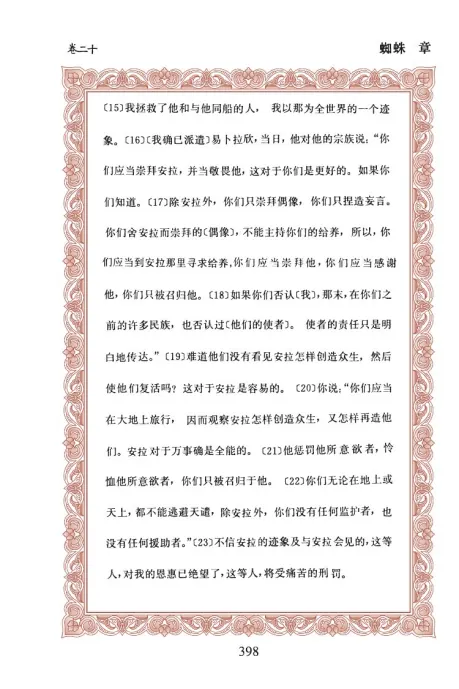 卷二十
蜘蛛 章
〔15〕我拯救了他和与他同船的人， 我以那为全世界的一个迹
象。〔16〕〔我确已派遣〕易卜拉欣，当日，他对他的宗族说：“你
们应当崇拜安拉，并当敬畏他，这对于你们是更好的。如果你
们知道。〔17〕除安拉外，你们只崇拜偶像， 你们只捏造妄言。
你们舍安拉而崇拜的〔偶像〕，不能主持你们的给养， 所以，你
们应当到安拉那里寻求给养，你们应当崇拜他，你们应当感谢
他，你们只被召归他。〔18〕如果你们否认〔我〕，那末，在你们之
前的许多民族，也否认过〔他们的使者〕。 使者的责任只是明
白地传达。”〔19〕难道他们没有看见安拉怎样创造众生，然后
使他们复活吗？这对于安拉是容易的。 〔20〕你说：“你们应当
在大地上旅行， 因而观察安拉怎样创造众生，又怎样再造他
们。安拉对于万事确是全能的。 〔21〕他惩罚他所意欲者，怜
恤他所意欲者，你们只被召归于他。 〔22〕你们无论在地上或
天上，都不能逃避天谴，除安拉外，你们没有任何监护者，也
没有任何援助者。”〔23〕不信安拉的迹象及与安拉会见的，这等
人，对我的恩惠已绝望了，这等人，将受痛苦的刑罚。
398